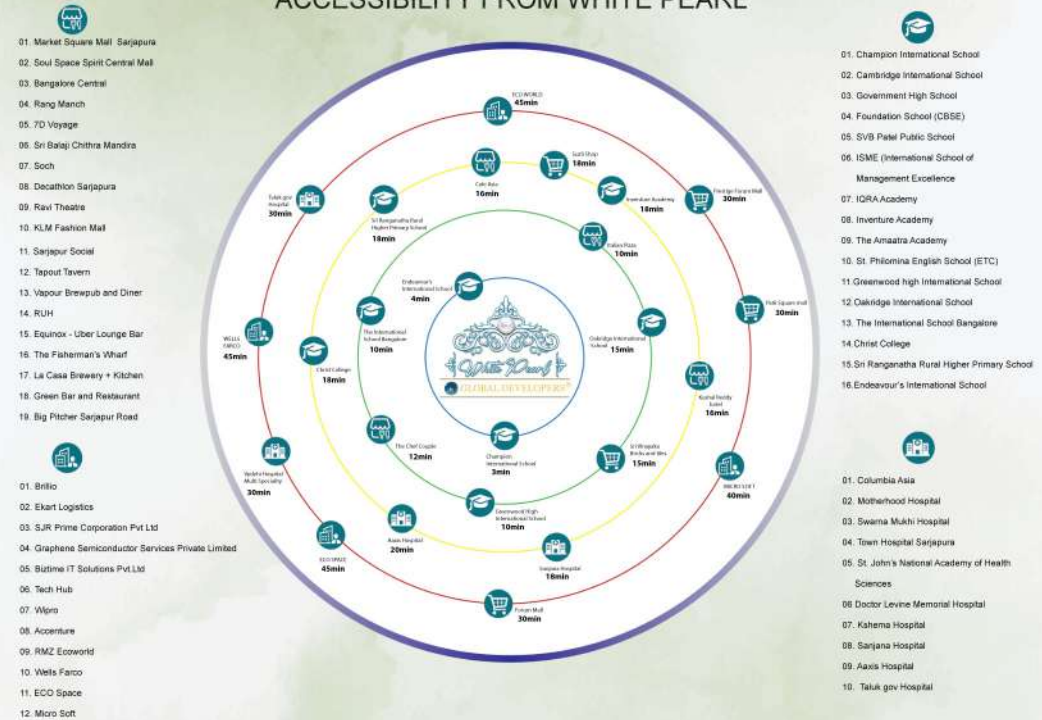 ACCESSIBILITY FROM WHITE PEARL
01. Market Square Mall Sarjapura
02. Soul Space Spirit Central Mall
03. Bangalore Central
04. Rang Manch
05. 7D Voyage
06. Sri Balaji Chithra Mandira
07. Soch
08. Decathlon Sarjapura
09. Ravi Theatre
10. KLM Fashion Mall
11. Sarjapur Social
12. Tapout Tavern
13. Vapour Brewpub and Diner
14. RUH
15. Equinox - Uber Lounge Bar
16. The Fisherman's Wharf
17. La Casa Brewery + Kitchen
18. Green Bar and Restaurant
19. Big Pitcher Sarjapur Road
01. Brillio
02. Ekart Logistics
03. SJR Prime Corporation Pvt Ltd
04. Graphene Semiconductor Services Private Limited
05. Biztime IT Solutions Pvt.Ltd
06. Tech Hub
07. Wipro
08. Accenture
09. RMZ Ecoworld
10. Wells Farco
11. ECO Space
12. Micro Soft
ECO WORLD
45min
18min
Cafe Asia
16min
Inventure Academy
18min
Prestige Forum Mall
30min
Taluk gov
Hospital
30min
Sri Ranganatha Rural
Higher Primary School
18min
Italian Pizza
10min
Endeavour's
International School
4min
Park Square mall
30min
The International
School Bangalore
10min
Oakridge International
School 15min
WELLS
FARCO
45min
White Pearl
GLOBAL DEVELOPERS
Christ College
18min
16min
The Chef Couple
12min
Champion
International School
3min
15min
MICRO SOFT
40min
Hospital
Multi Speciality
30min
Greenwood High
International School
10min
Aaxis Hospital
20min
Sanjana Hospital
18min
45min
Forum Mall
30min
01. Champion International School
02. Cambridge International School
03. Government High School
04. Foundation School (CBSE)
05. SVB Patel Public School
06. ISME (International School of
Management Excellence
07. IQRA Academy
08. Inventure Academy
09. The Amaatra Academy
10. St. Philomina English School (ETC)
11.Greenwood high International School
12.Oakridge International School
13. The International School Bangalore
14.Christ College
15.Sri Ranganatha Rural Higher Primary School
16.Endeavour's International School
01. Columbia Asia
02. Motherhood Hospital
03. Swarna Mukhi Hospital
04. Town Hospital Sarjapura
05. St. John's National Academy of Health
Sciences
06 Doctor Levine Memorial Hospital
07. Kshema Hospital
08. Sanjana Hospital
09. Aaxis Hospital
10. Taluk gov Hospital